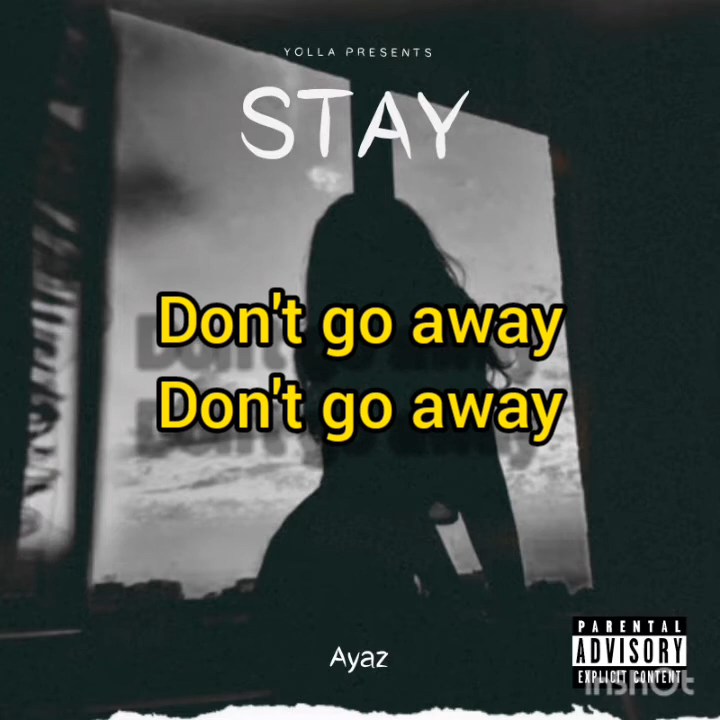 YOLLA PRESENTS
STAY
Don't go away
Don't go away
Ayaz
PARENTAL
ADVISORY
EXPLICIT CONTENT
InShOt